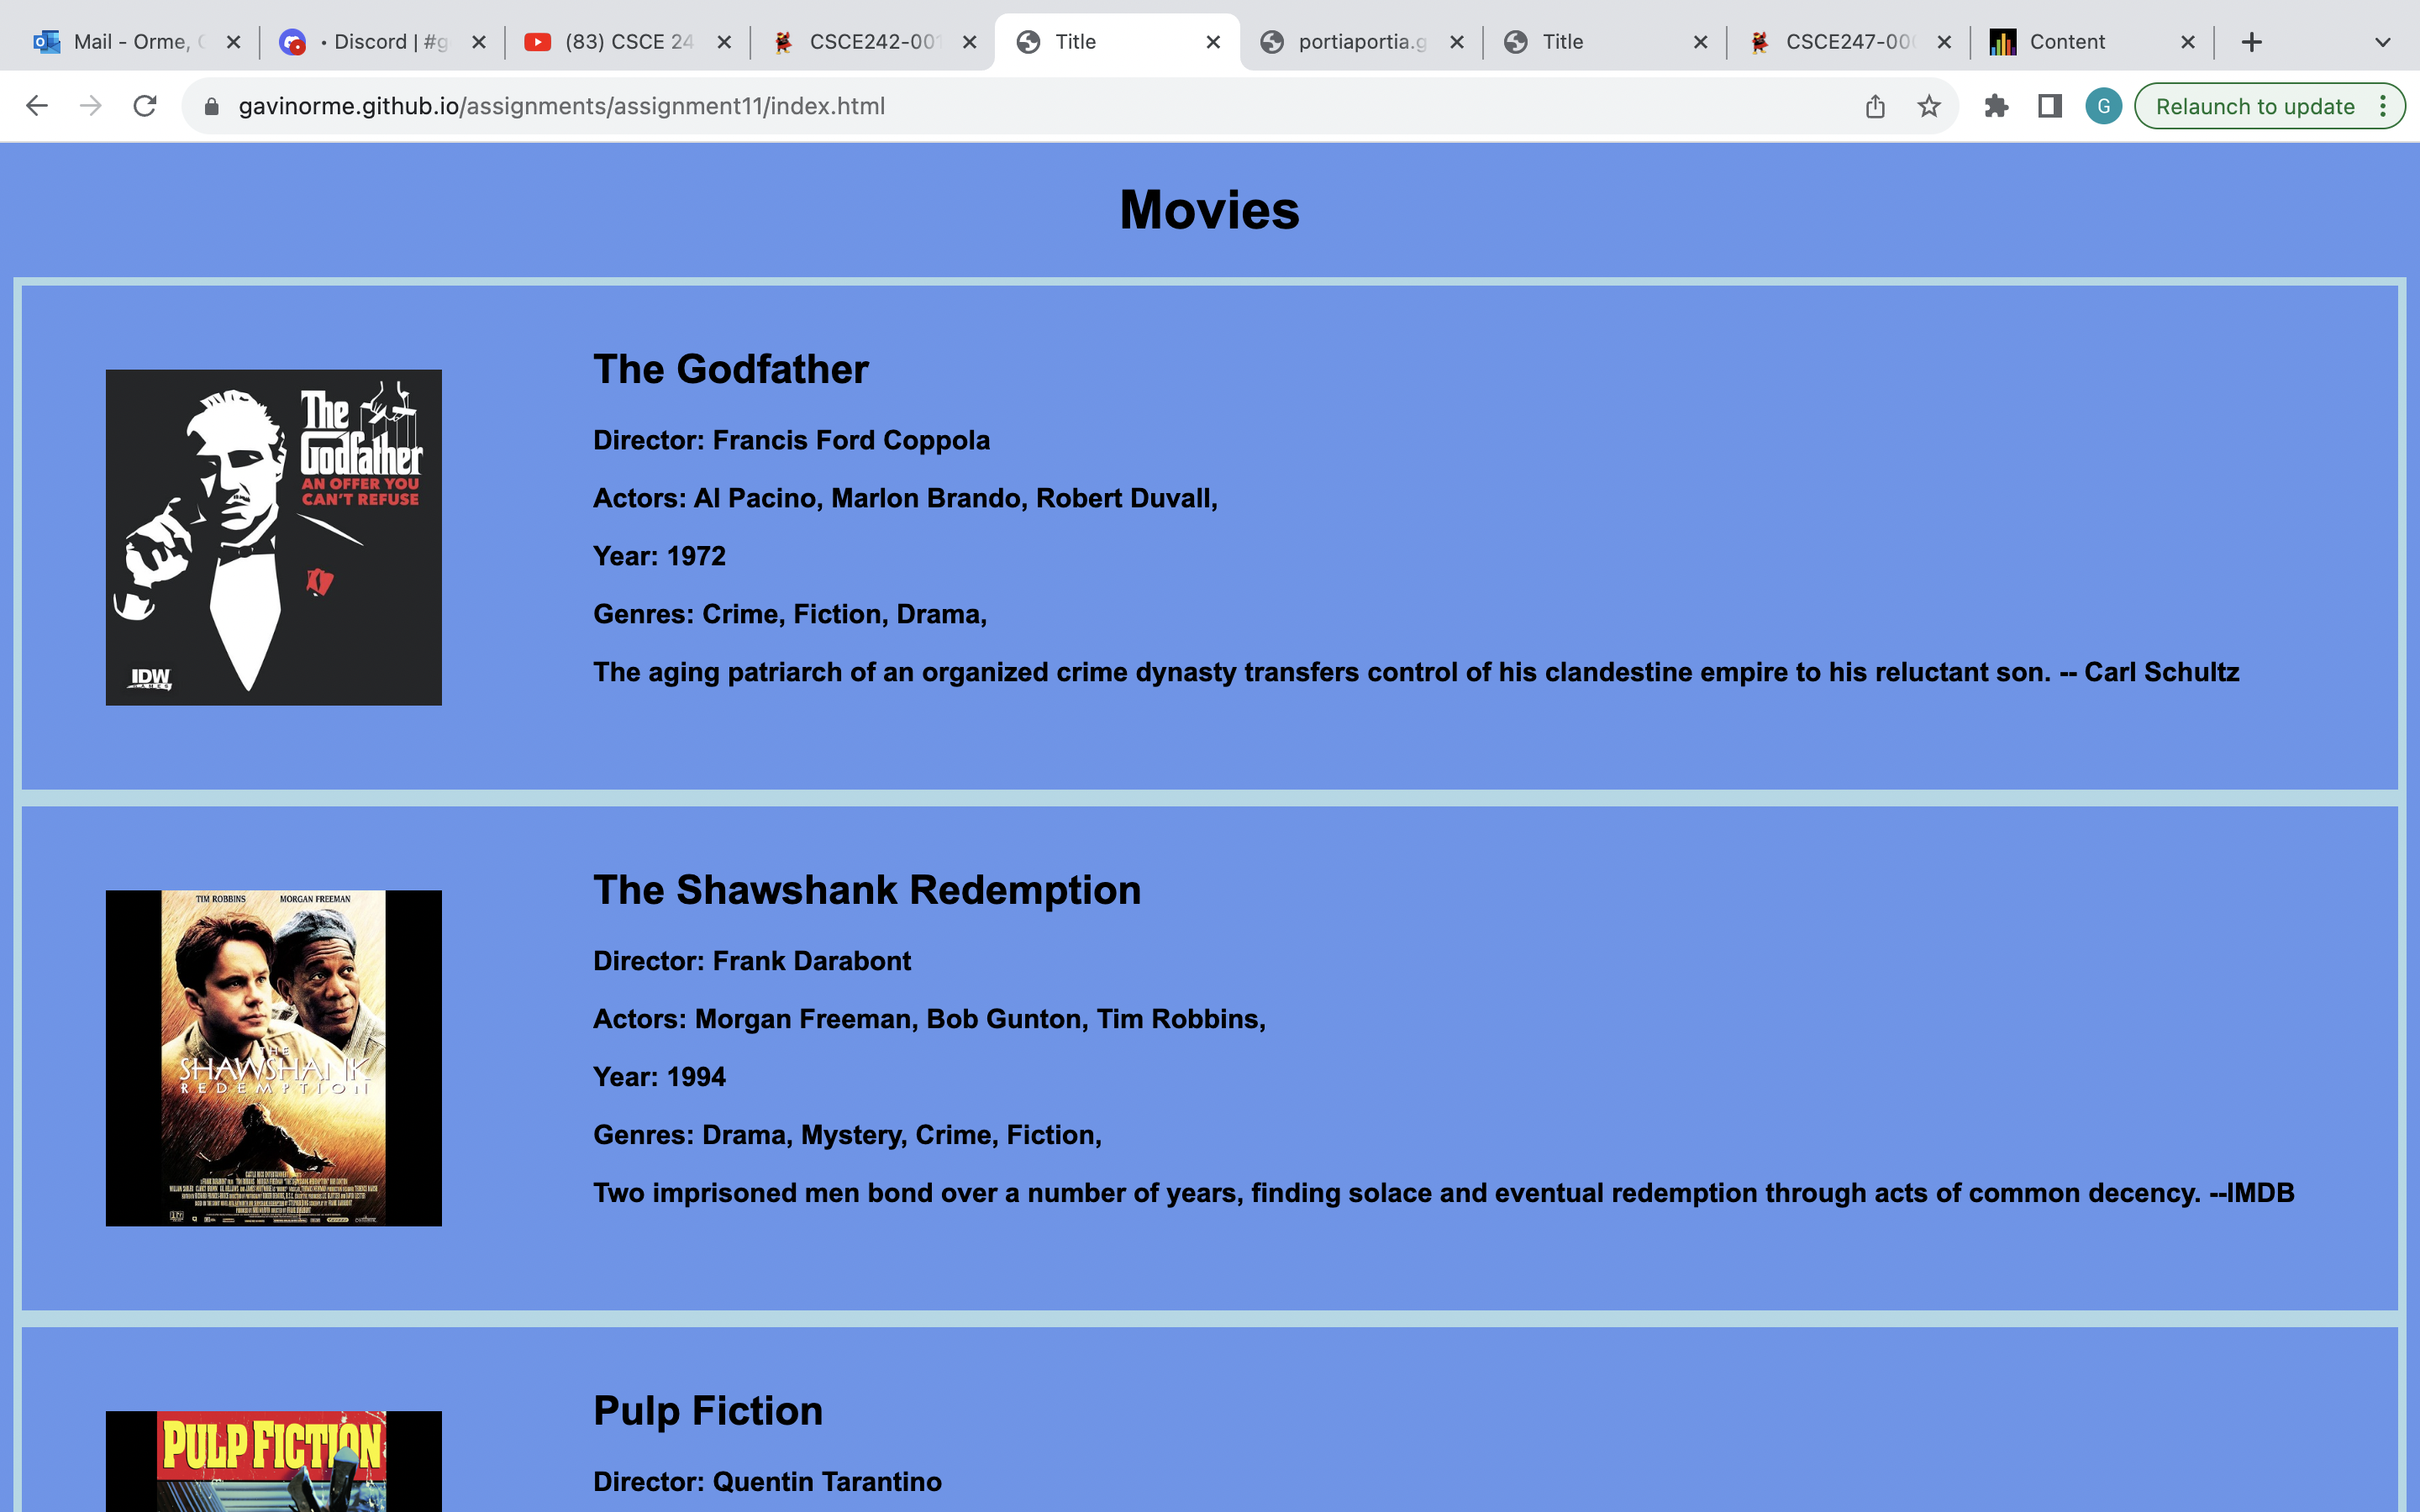 Mail - Orme,
• Discord | #g
(83) CSCE 24
CSCE242-001
Title
portiaportia.g
Title
CSCE247-00
Content
gavinorme.github.io/assignments/assignment11/index.html
G
Relaunch to update
Movies
The Godfather
AN OFFER YOU
CAN'T REFUSE
IDW
GAMES
The Godfather
Director: Francis Ford Coppola
Actors: Al Pacino, Marlon Brando, Robert Duvall,
Year: 1972
Genres: Crime, Fiction, Drama,
The aging patriarch of an organized crime dynasty transfers control of his clandestine empire to his reluctant son. -- Carl Schultz
TIM ROBBINS MORGAN FREEMAN
THE
SHAWSHANK
REDEMPTION
The Shawshank Redemption
Director: Frank Darabont
Actors: Morgan Freeman, Bob Gunton, Tim Robbins,
Year: 1994
Genres: Drama, Mystery, Crime, Fiction,
Two imprisoned men bond over a number of years, finding solace and eventual redemption through acts of common decency. --IMDB
PULP FICTION
Pulp Fiction
Director: Quentin Tarantino